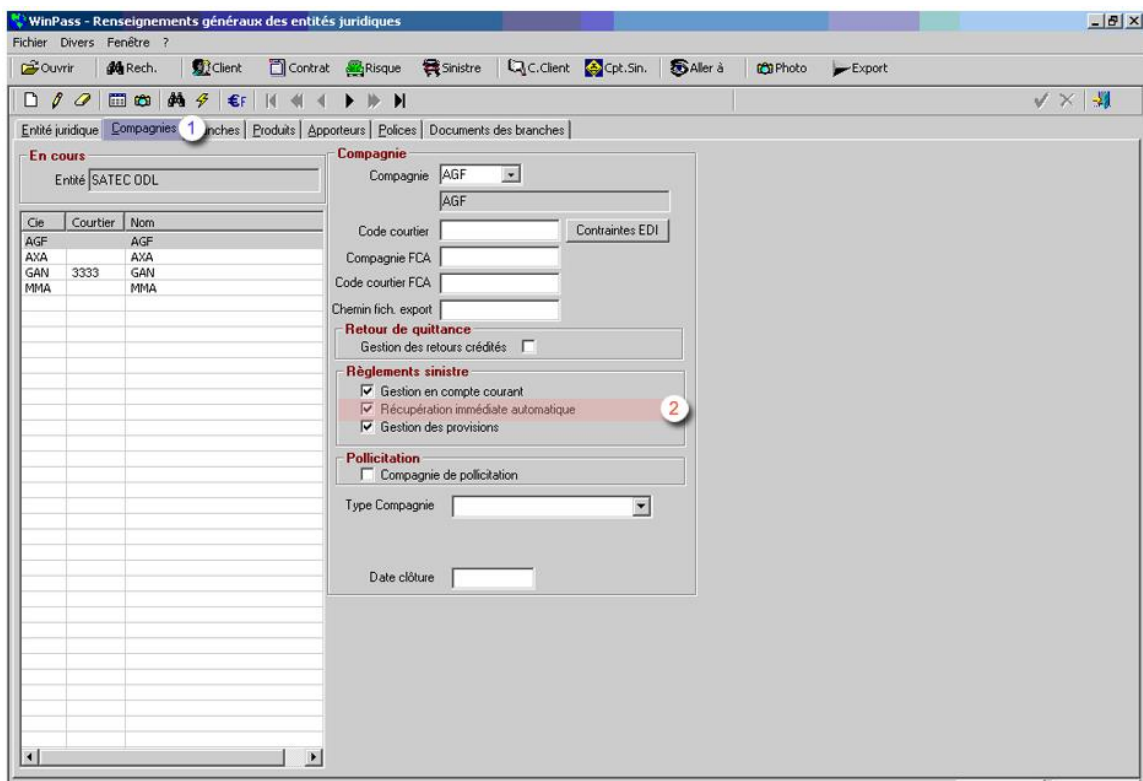 WinPass - Renseignements généraux des entités juridiques
Fichier Divers Fenêtre ?
Ouvrir Rech. Client Contrat Risque Sinistre C.Client Cpt.Sin. Aller à Photo Export
€F
Entité juridique Compagnies 1 nches Produits Apporteurs Polices Documents des branches
En cours
Entité SATEC ODL
Cie Courtier Nom
AGF AGF
AXA AXA
GAN 3333 GAN
MMA MMA
Compagnie
Compagnie AGF
AGF
Code courtier Contraintes EDI
Compagnie FCA
Code courtier FCA
Chemin fich. export
Retour de quittance
Gestion des retours crédités
Règlements sinistre
Gestion en compte courant
Récupération immédiate automatique 2
Gestion des provisions
Pollicitation
Compagnie de pollicitation
Type Compagnie
Date clôture